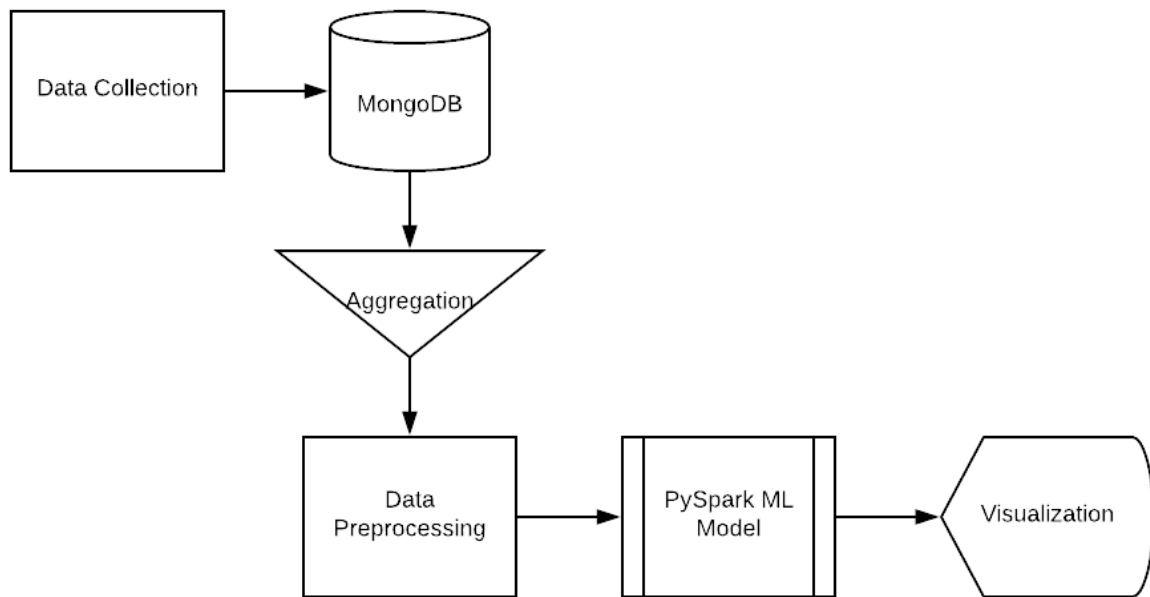 Data Collection
MongoDB
Aggregation
Data
Preprocessing
PySpark ML
Model
Visualization